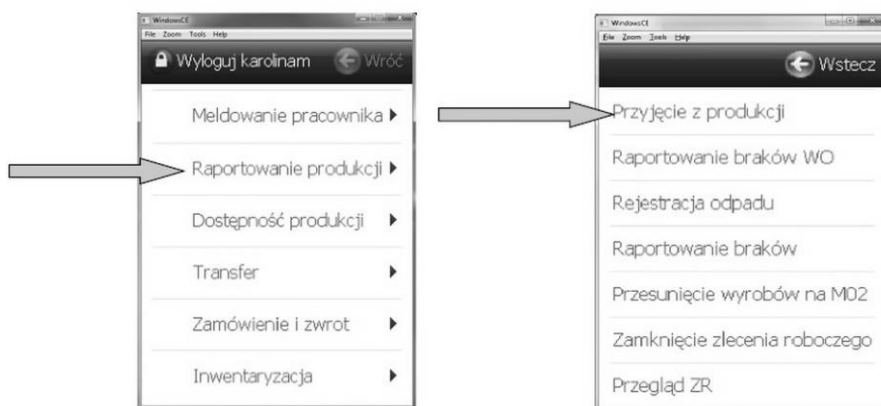 WindowsCE
File Zoom Tools Help
Wyloguj karolinam Wróć
Meldowanie pracownika
Raportowanie produkcji
Dostępność produkcji
Transfer
Zamówienie i zwrot
Inwentaryzacja
WindowsCE
File Zoom Tools Help
Wstecz
Przyjęcie z produkcji
Raportowanie braków WO
Rejestracja odpadu
Raportowanie braków
Przesunięcie wyrobów na M02
Zamknięcie zlecenia roboczego
Przegląd ZR